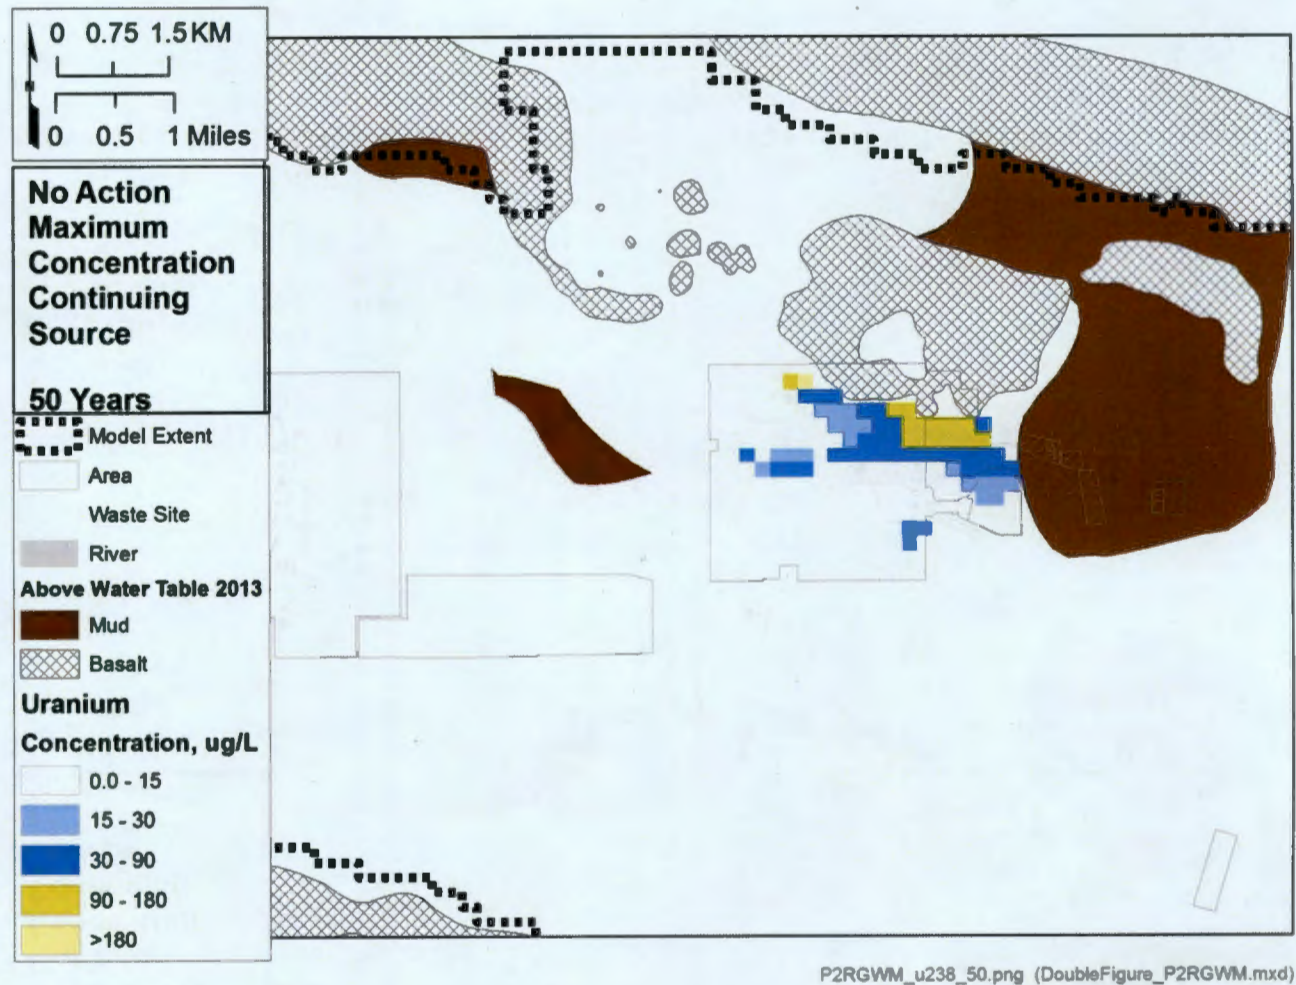 0 0.75 1.5 KM
0 0.5 1 Miles
No Action
Maximum
Concentration
Continuing
Source
50 Years
Model Extent
Area
Waste Site
River
Above Water Table 2013
Mud
Basalt
Uranium
Concentration, ug/L
0.0 - 15
15 - 30
30 - 90
90 - 180
>180
P2RGWM_u238_50.png (DoubleFigure_P2RGWM.mxd)